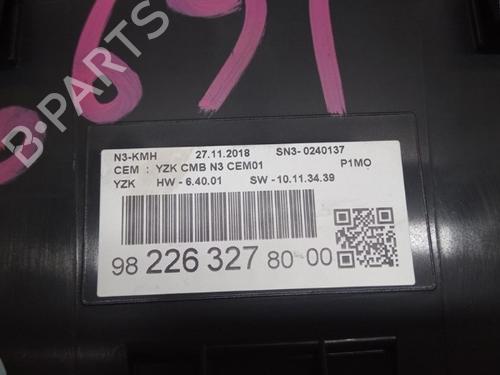 B-PARTS
N3-KMH 27.11.2018 SN3- 0240137
CEM : YZK CMB N3 CEM01 P1MO
YZK HW - 6.40.01 SW - 10.11.34.39
98 226 327 80 00